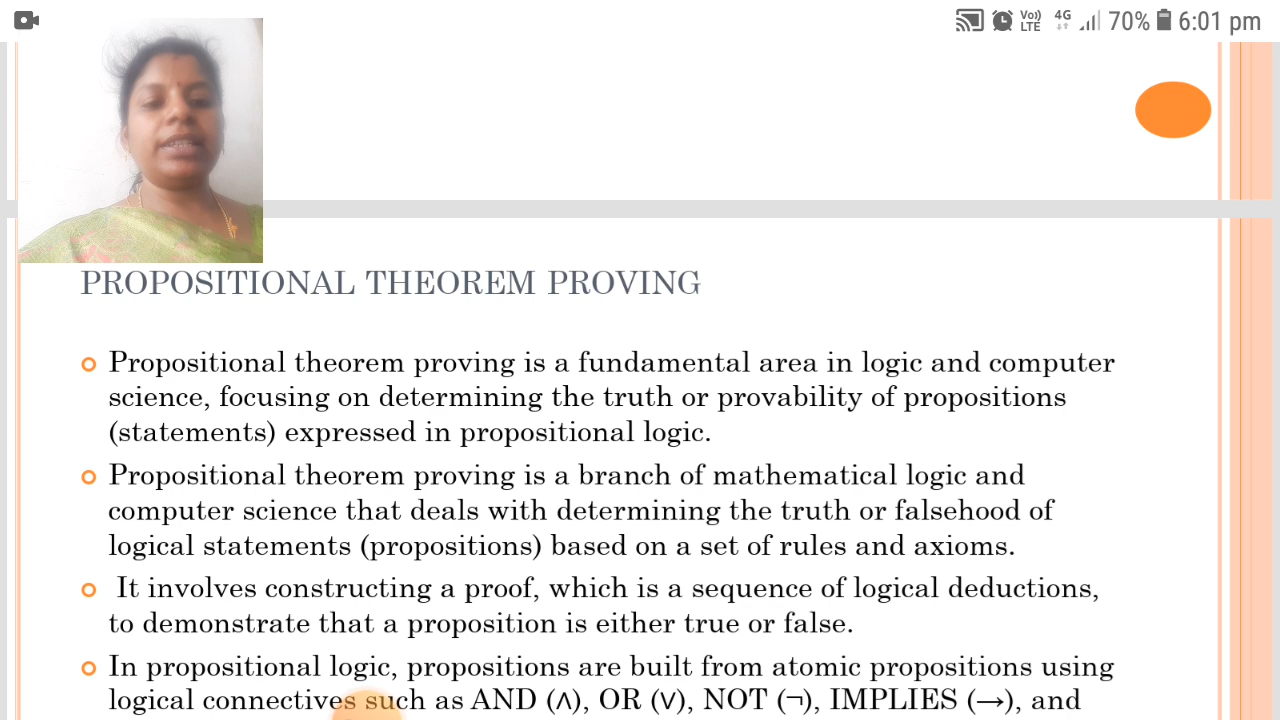 Vo)) 4G 70% 6:01 pm
LTE
PROPOSITIONAL THEOREM PROVING
Propositional theorem proving is a fundamental area in logic and computer
science, focusing on determining the truth or provability of propositions
(statements) expressed in propositional logic.
Propositional theorem proving is a branch of mathematical logic and
computer science that deals with determining the truth or falsehood of
logical statements (propositions) based on a set of rules and axioms.
It involves constructing a proof, which is a sequence of logical deductions,
to demonstrate that a proposition is either true or false.
In propositional logic, propositions are built from atomic propositions using
logical connectives such as AND (∧), OR (∨), NOT (¬), IMPLIES (→), and